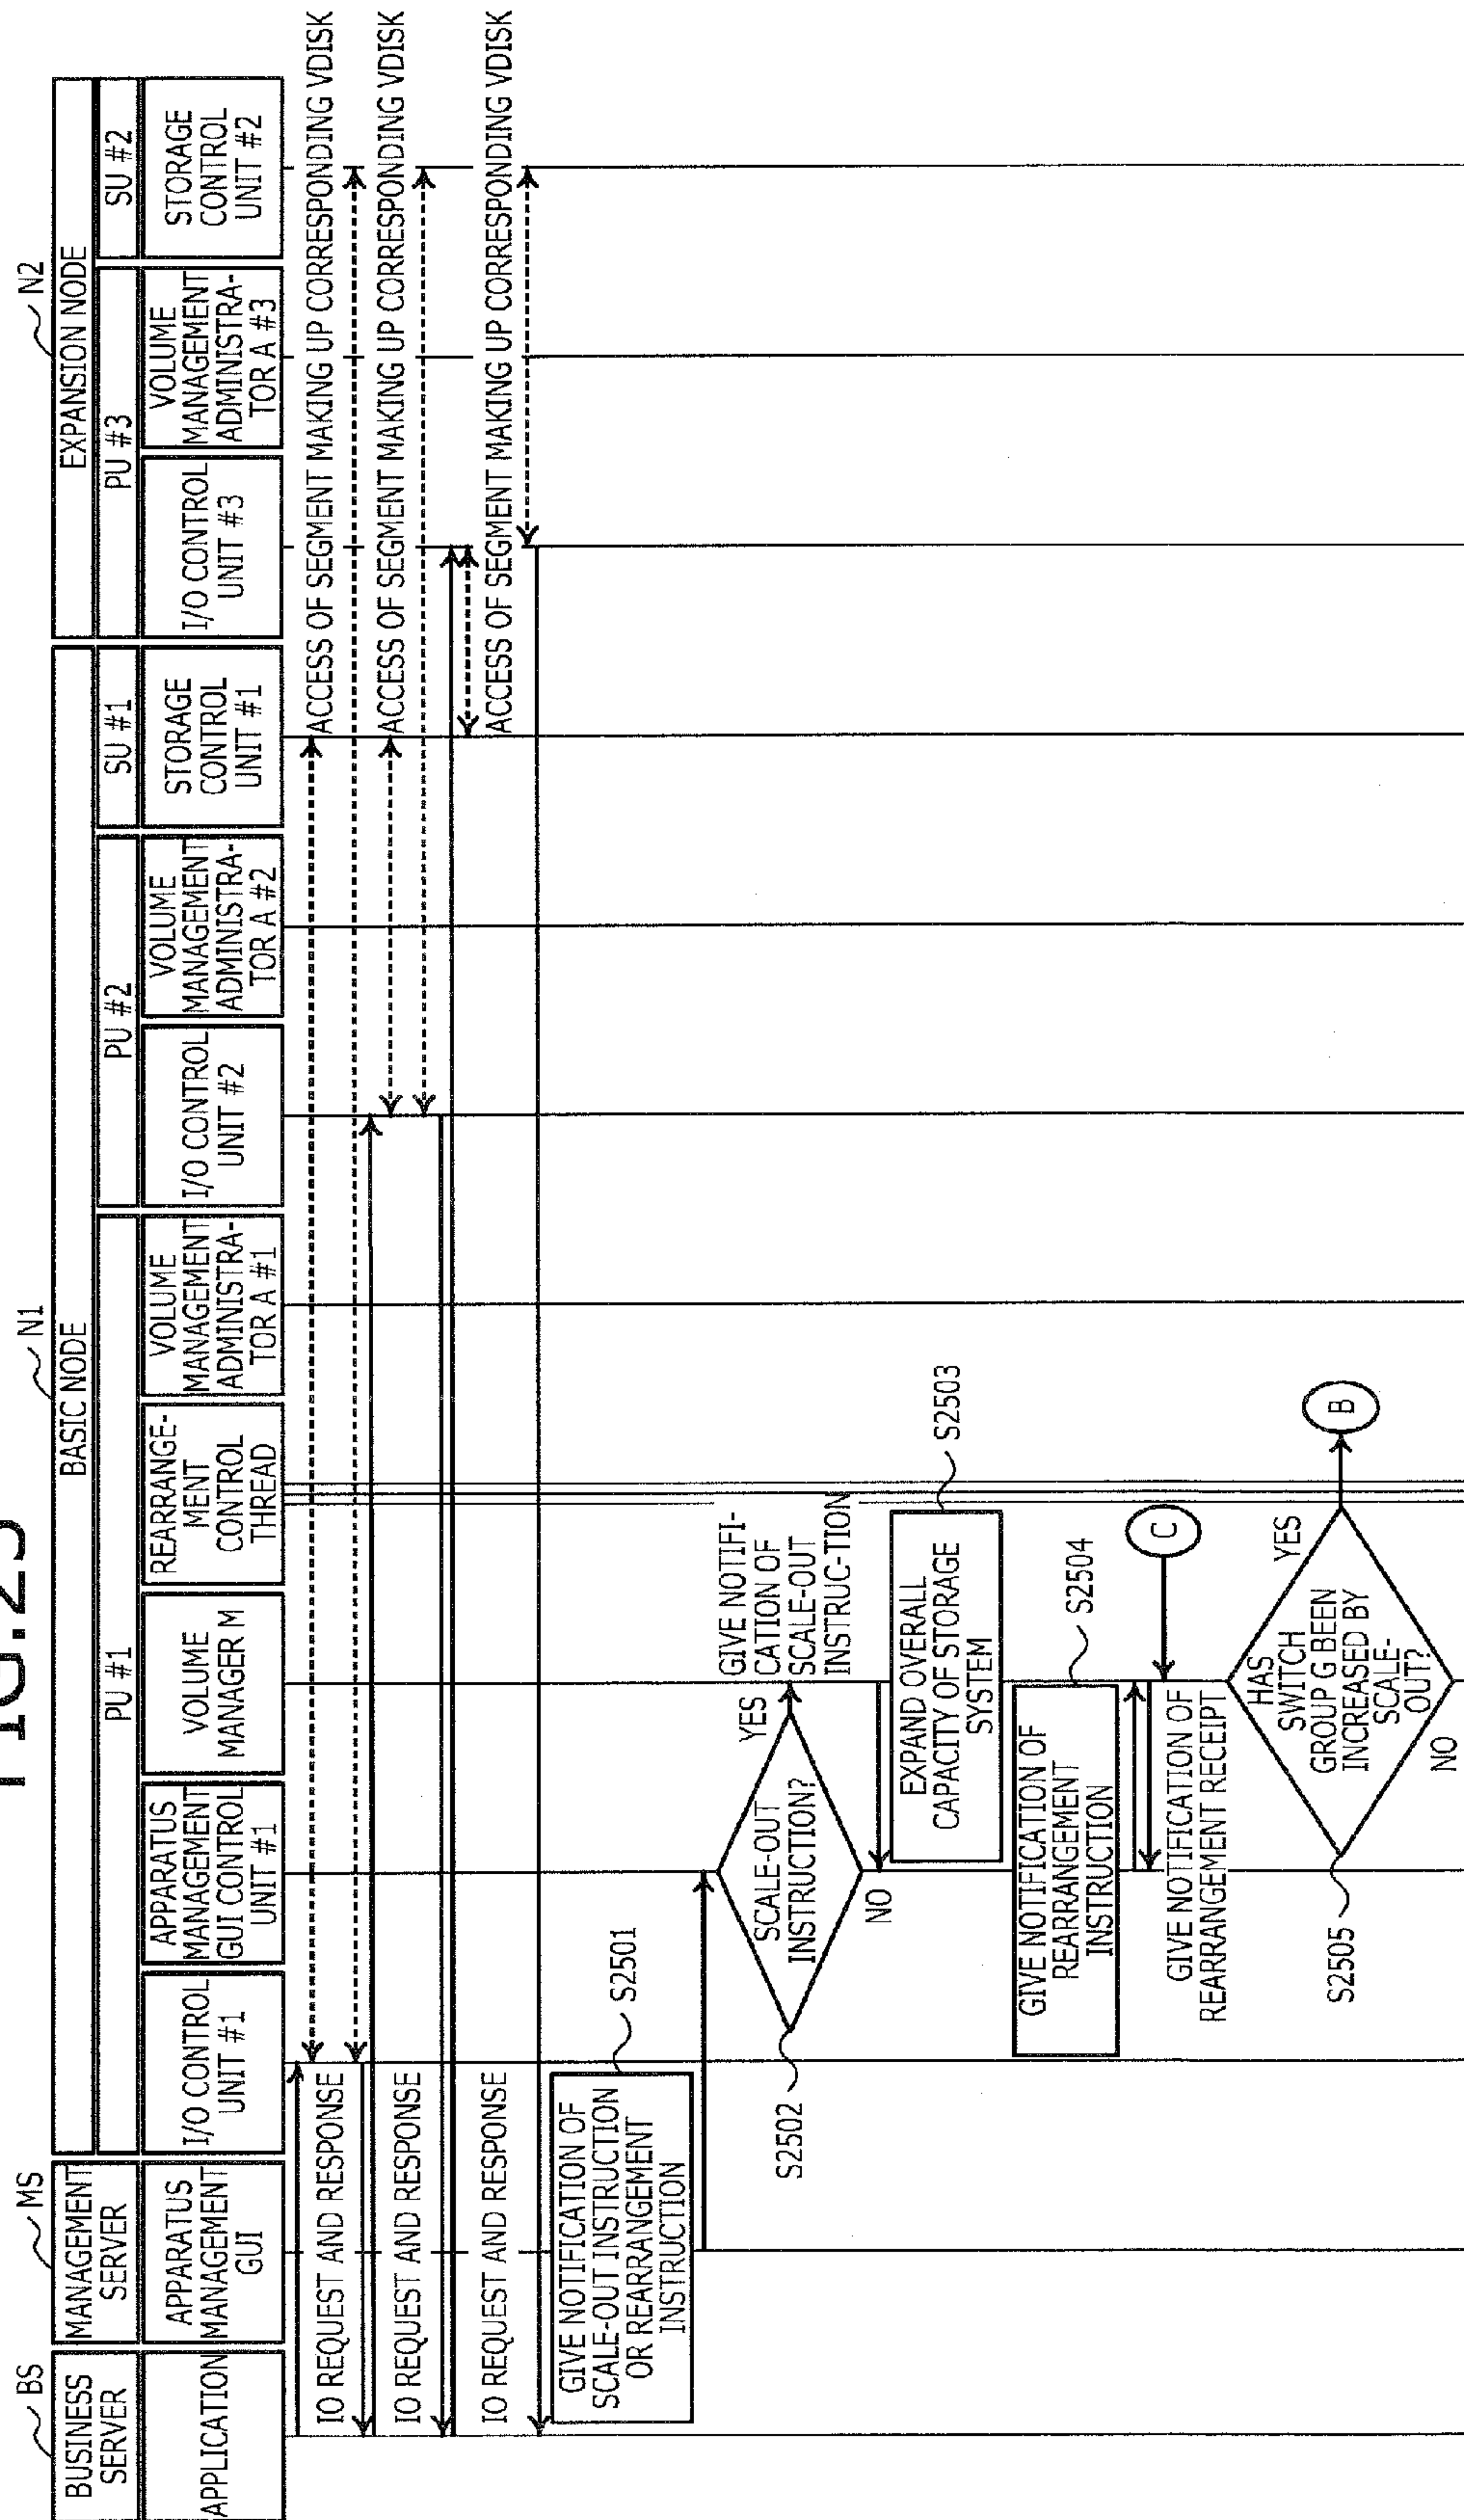 FIG. 25
BS
MS
N1
N2
BUSINESS
SERVER
MANAGEMENT
SERVER
BASIC NODE
EXPANSION NODE
PU #1
PU #2
SU #1
PU #3
SU #2
APPLICATION
APPARATUS
MANAGEMENT
GUI
I/O CONTROL
UNIT #1
APPARATUS
MANAGEMENT
GUI CONTROL
UNIT #1
VOLUME
MANAGER M
REARRANGE-
MENT
CONTROL
THREAD
VOLUME
MANAGEMENT
ADMINISTRA-
TOR A #1
I/O CONTROL
UNIT #2
VOLUME
MANAGEMENT
ADMINISTRA-
TOR A #2
STORAGE
CONTROL
UNIT #1
I/O CONTROL
UNIT #3
VOLUME
MANAGEMENT
ADMINISTRA-
TOR A #3
STORAGE
CONTROL
UNIT #2
IO REQUEST AND RESPONSE
ACCESS OF SEGMENT MAKING UP CORRESPONDING VDISK
IO REQUEST AND RESPONSE
ACCESS OF SEGMENT MAKING UP CORRESPONDING VDISK
IO REQUEST AND RESPONSE
ACCESS OF SEGMENT MAKING UP CORRESPONDING VDISK
S2501
GIVE NOTIFICATION OF
SCALE-OUT INSTRUCTION
OR REARRANGEMENT
INSTRUCTION
S2502
SCALE-OUT
INSTRUCTION?
YES
NO
GIVE NOTIFI-
CATION OF
SCALE-OUT
INSTRUC-TION
S2503
EXPAND OVERALL
CAPACITY OF STORAGE
SYSTEM
S2504
GIVE NOTIFICATION OF
REARRANGEMENT
INSTRUCTION
C
GIVE NOTIFICATION OF
REARRANGEMENT RECEIPT
S2505
HAS
SWITCH
GROUP G BEEN
INCREASED BY
SCALE-
OUT?
YES
B
NO